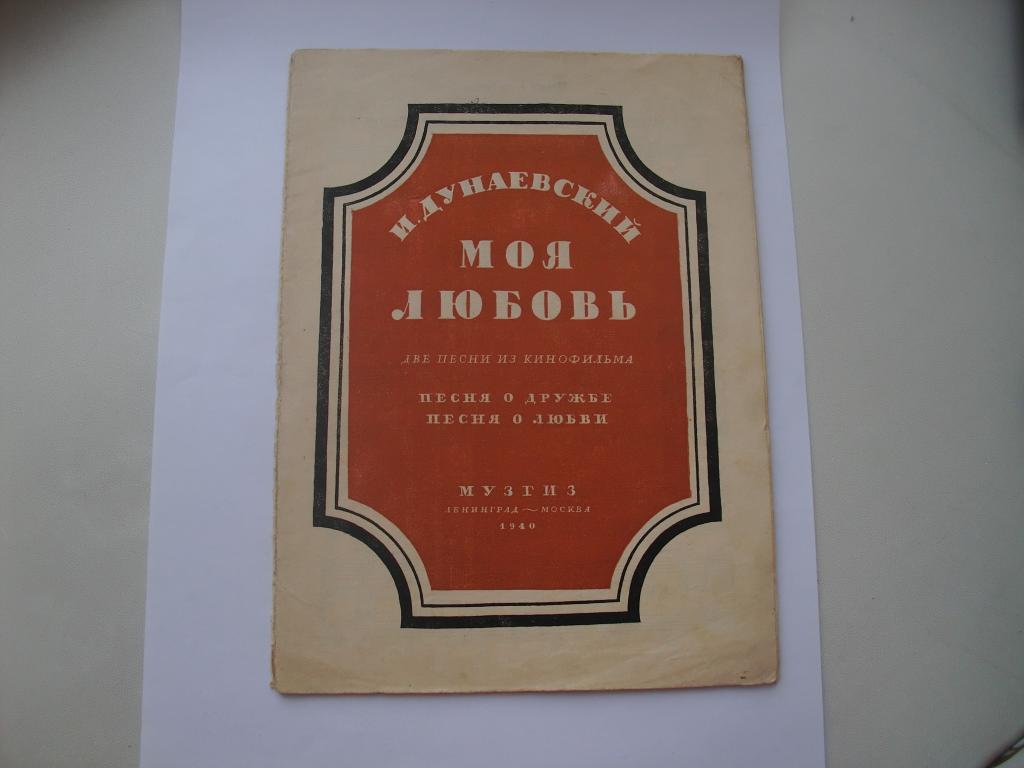 И. ДУНАЕВСКИЙ
МОЯ
ЛЮБОВЬ
ДВЕ ПЕСНИ ИЗ КИНОФИЛЬМА
ПЕСНЯ О ДРУЖБЕ
ПЕСНЯ О ЛЮБВИ
МУЗГИЗ
ЛЕНИНГРАД ~ МОСКВА
1940